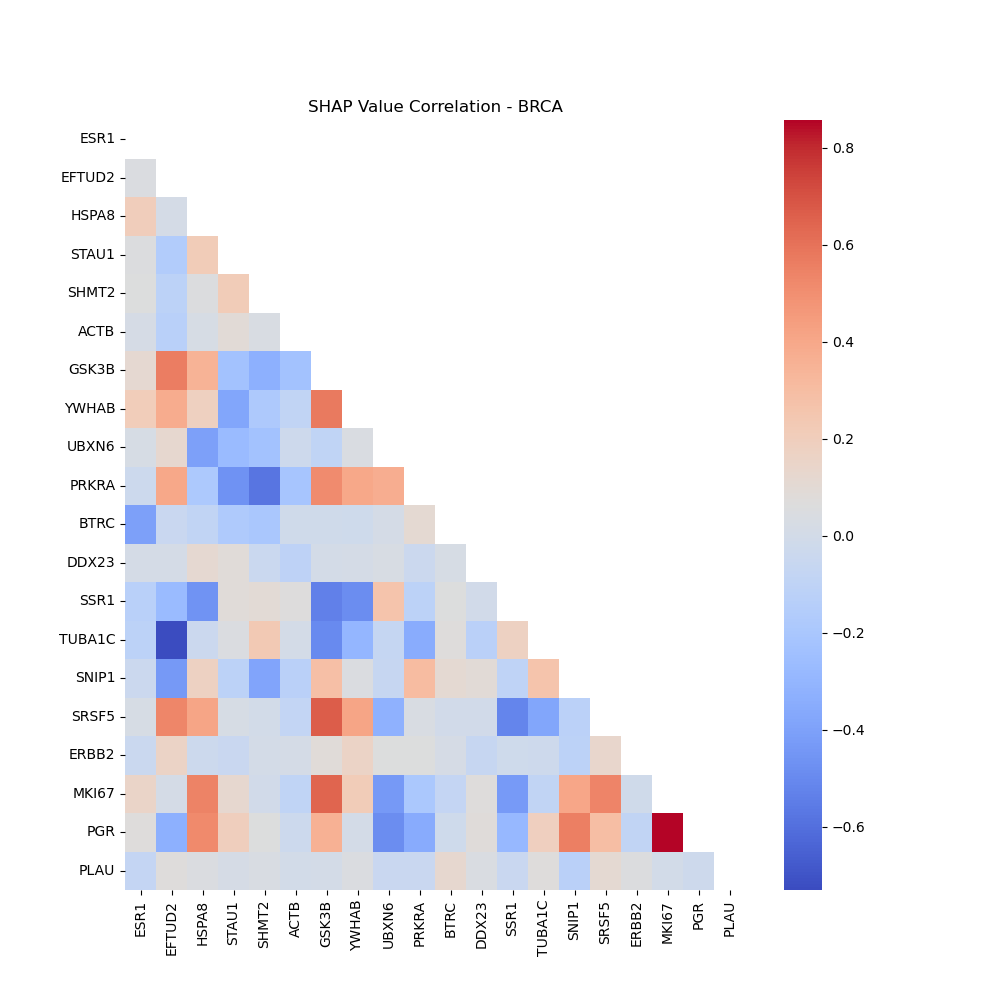 SHAP Value Correlation - BRCA
ESR1
EFTUD2
HSPA8
STAU1
SHMT2
ACTB
GSK3B
YWHAB
UBXN6
PRKRA
BTRC
DDX23
SSR1
TUBA1C
SNIP1
SRSF5
ERBB2
MKI67
PGR
PLAU
ESR1
EFTUD2
HSPA8
STAU1
SHMT2
ACTB
GSK3B
YWHAB
UBXN6
PRKRA
BTRC
DDX23
SSR1
TUBA1C
SNIP1
SRSF5
ERBB2
MKI67
PGR
PLAU
0.8
0.6
0.4
0.2
0.0
−0.2
−0.4
−0.6